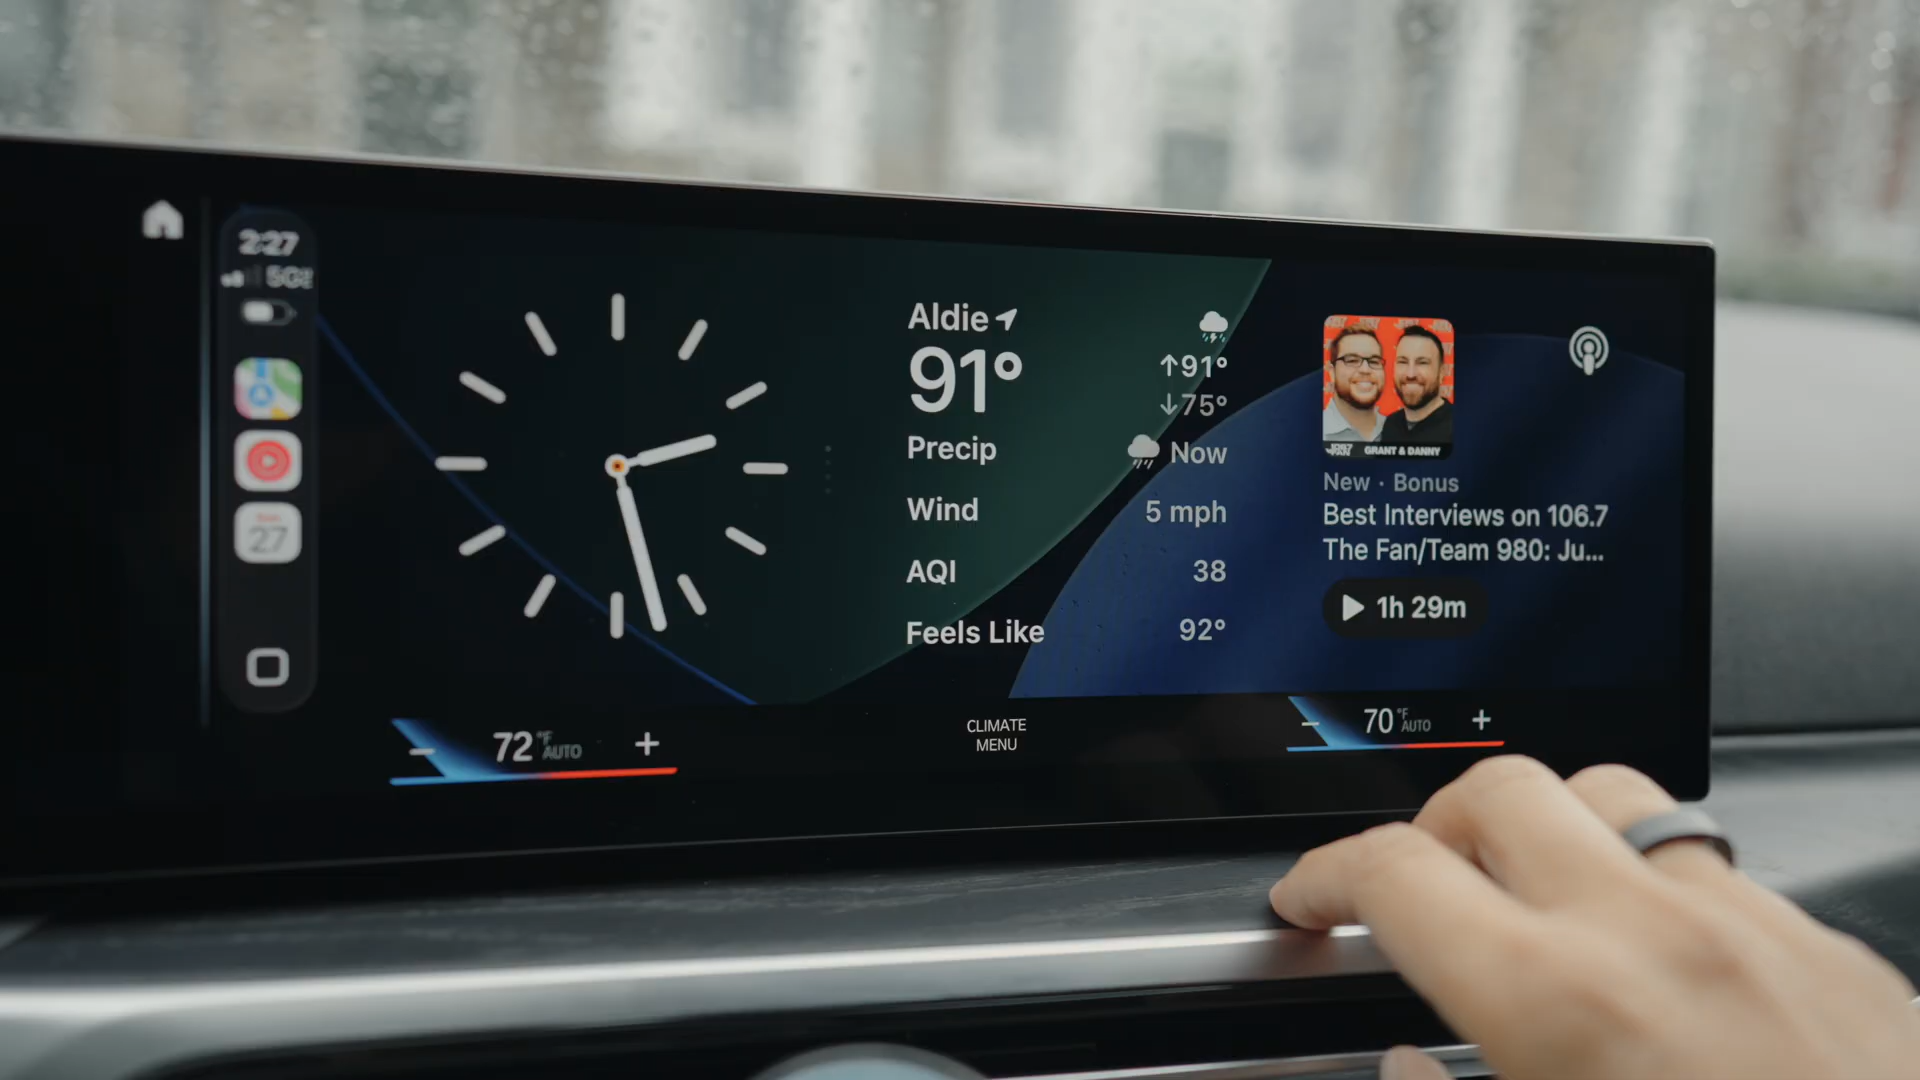 2:27
5G
27
Aldie
91°
↑91°
↓75°
Precip
Now
Wind
5 mph
AQI
38
Feels Like
92°
GRANT & DANNY
New · Bonus
Best Interviews on 106.7
The Fan/Team 980: Ju...
1h 29m
− 72 °F AUTO +
CLIMATE
MENU
− 70 °F AUTO +